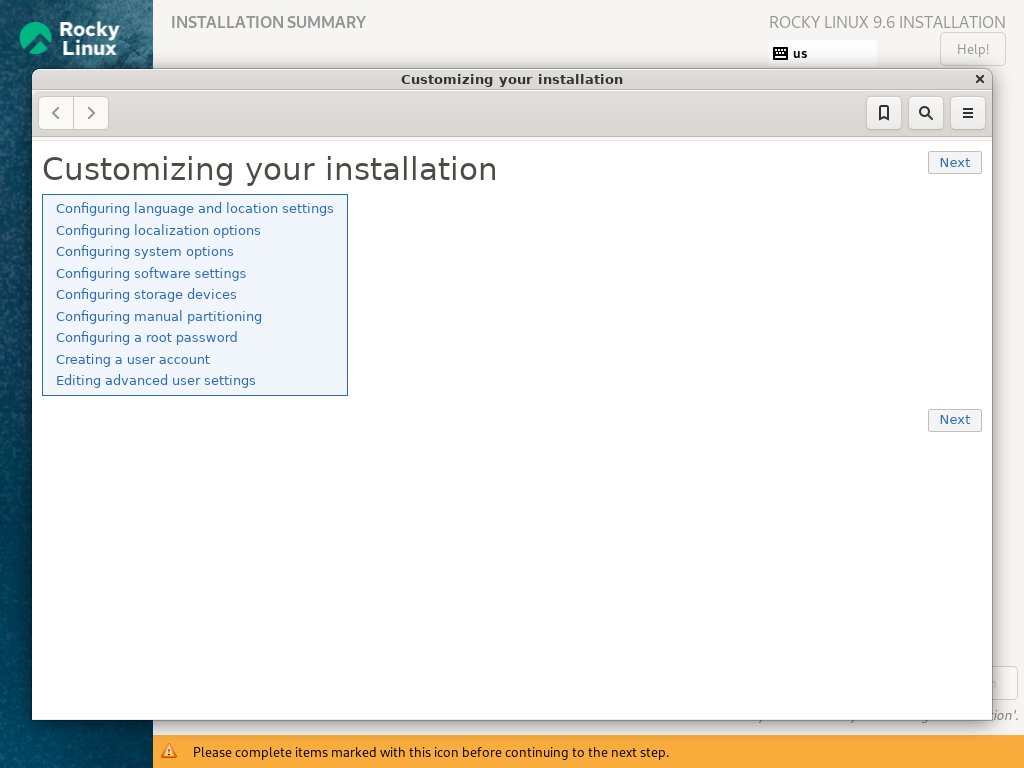 Rocky
Linux
INSTALLATION SUMMARY
ROCKY LINUX 9.6 INSTALLATION
us
Help!
Customizing your installation
Customizing your installation
Next
Configuring language and location settings
Configuring localization options
Configuring system options
Configuring software settings
Configuring storage devices
Configuring manual partitioning
Configuring a root password
Creating a user account
Editing advanced user settings
Next
Please complete items marked with this icon before continuing to the next step.